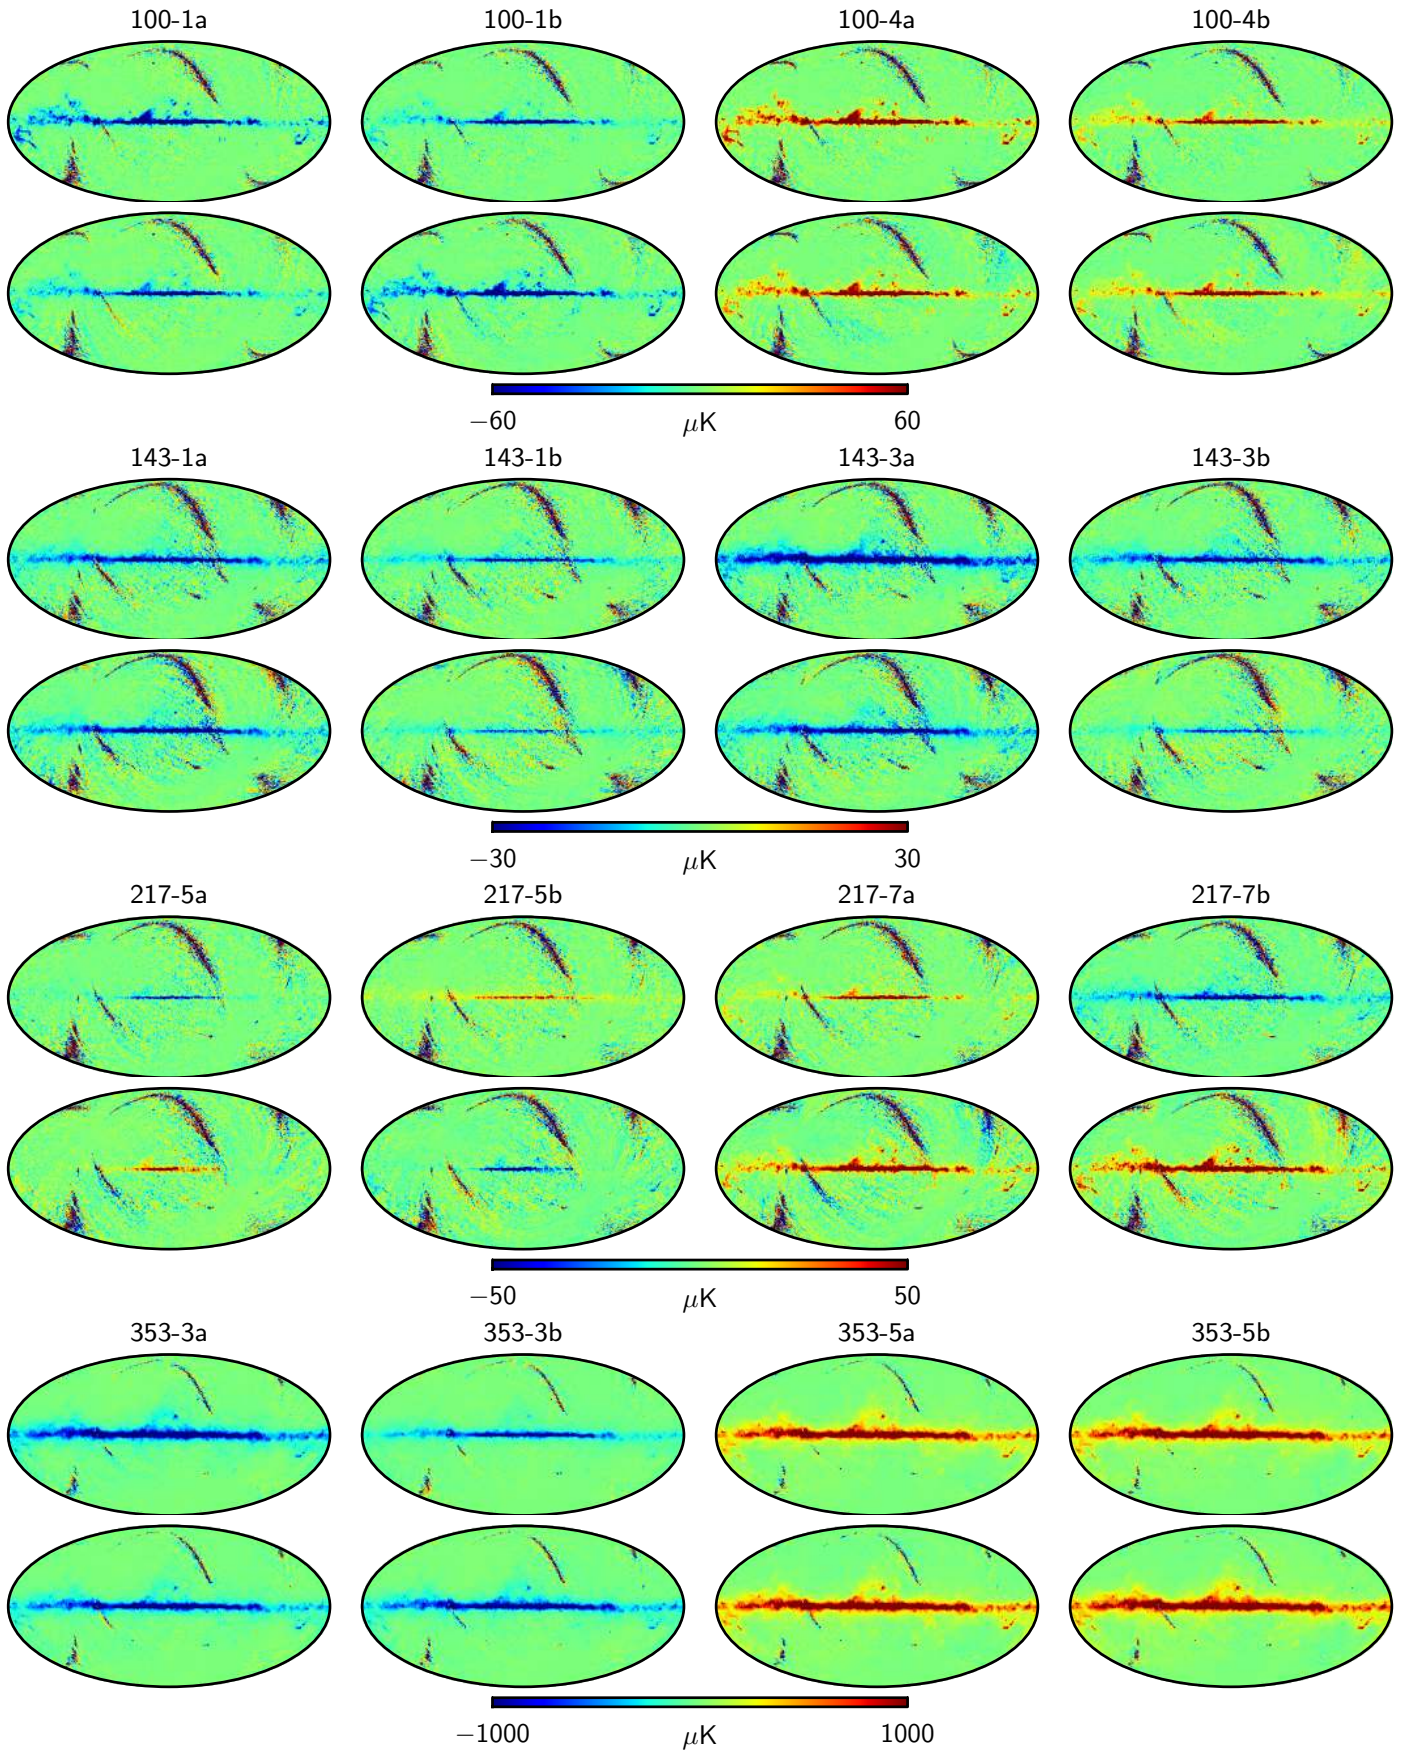 100-1a 100-1b 100-4a 100-4b
−60 μK 60
143-1a 143-1b 143-3a 143-3b
−30 μK 30
217-5a 217-5b 217-7a 217-7b
−50 μK 50
353-3a 353-3b 353-5a 353-5b
−1000 μK 1000